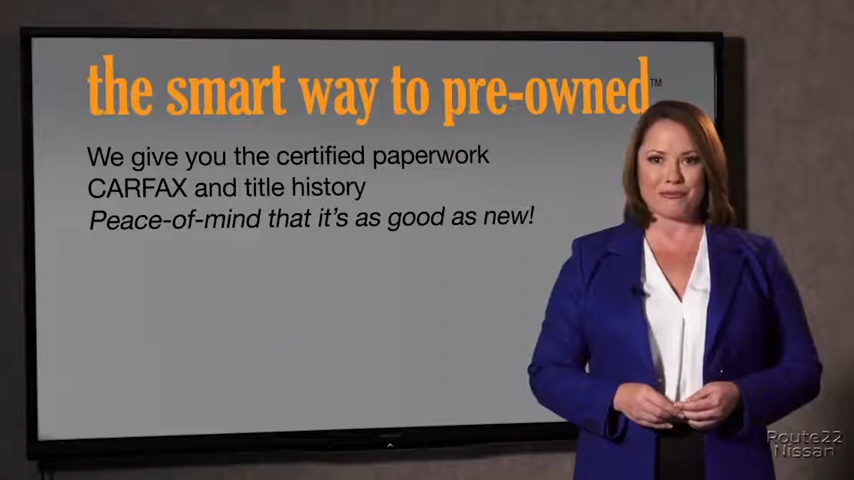 the smart way to pre-owned™
We give you the certified paperwork
CARFAX and title history
Peace-of-mind that it's as good as new!
Route22
Nissan